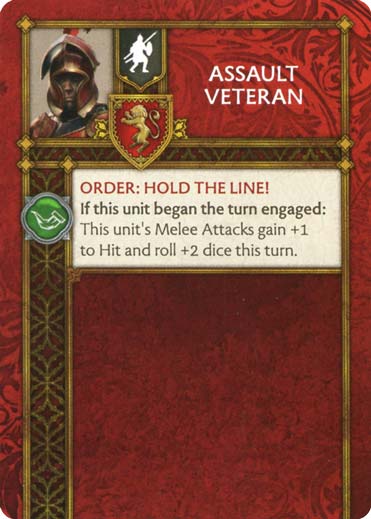 ASSAULT
VETERAN
ORDER: HOLD THE LINE!
If this unit began the turn engaged:
This unit's Melee Attacks gain +1
to Hit and roll +2 dice this turn.